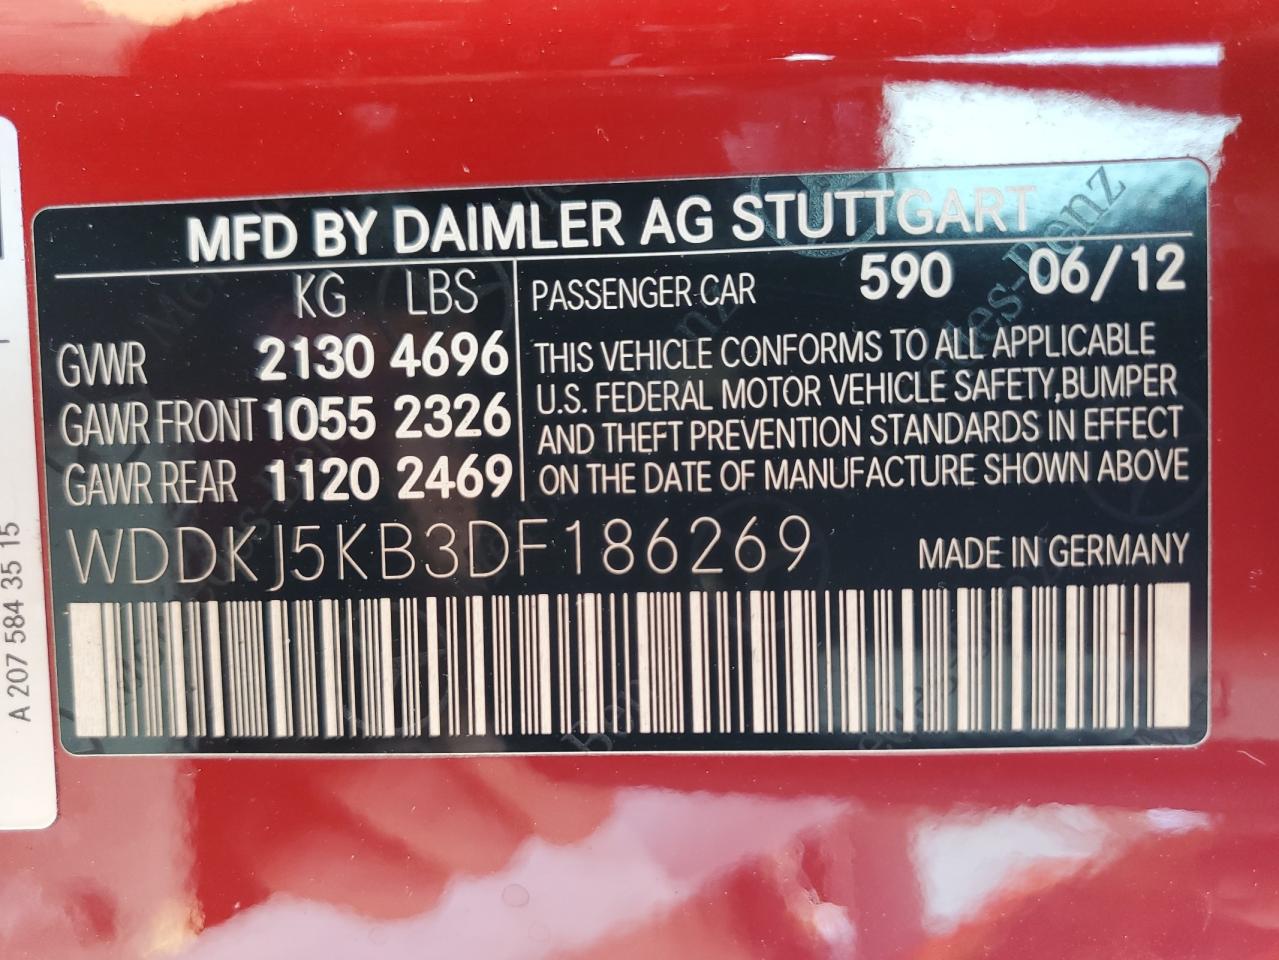 MFD BY DAIMLER AG STUTTGART
KG LBS
GVWR 2130 4696
GAWR FRONT 1055 2326
GAWR REAR 1120 2469
PASSENGER CAR 590 06/12
THIS VEHICLE CONFORMS TO ALL APPLICABLE
U.S. FEDERAL MOTOR VEHICLE SAFETY,BUMPER
AND THEFT PREVENTION STANDARDS IN EFFECT
ON THE DATE OF MANUFACTURE SHOWN ABOVE
WDDKJ5KB3DF186269
MADE IN GERMANY
A 207 584 35 15